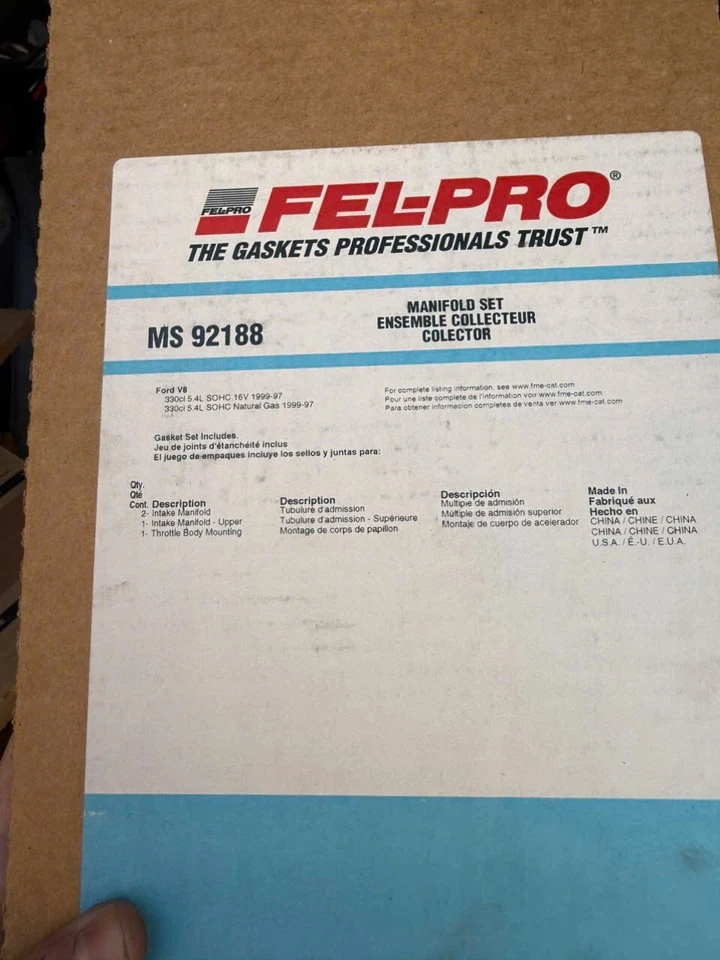 FEL-PRO
FEL-PRO®
THE GASKETS PROFESSIONALS TRUST™
MS 92188
MANIFOLD SET
ENSEMBLE COLLECTEUR
COLECTOR
Ford V8
330ci 5.4L SOHC 16V 1999-97
330ci 5.4L SOHC Natural Gas 1999-97
For complete listing information, see www.fme-cat.com
Pour une liste complete de l'information voir www.fme-cat.com
Para obtener informacion completea de venta ver www.fme-cat.com
Gasket Set Includes.
Jeu de joints d'étanchéité inclus
El juego de empaques incluye los sellos y juntas para:
Qty.
Qté
Cont. Description Description Descripción Made In
Fabriqué aux
Hecho en
2- Intake Manifold Tubulure d'admission Multiple de admisión CHINA / CHINE / CHINA
1- Intake Manifold - Upper Tubulure d'admission - Supérieure Múltiple de admisión superior CHINA / CHINE / CHINA
1- Throttle Body Mounting Montage de corps de papillon Montaje de cuerpo de acelerador U.S.A. / É.-U. / E.U.A.